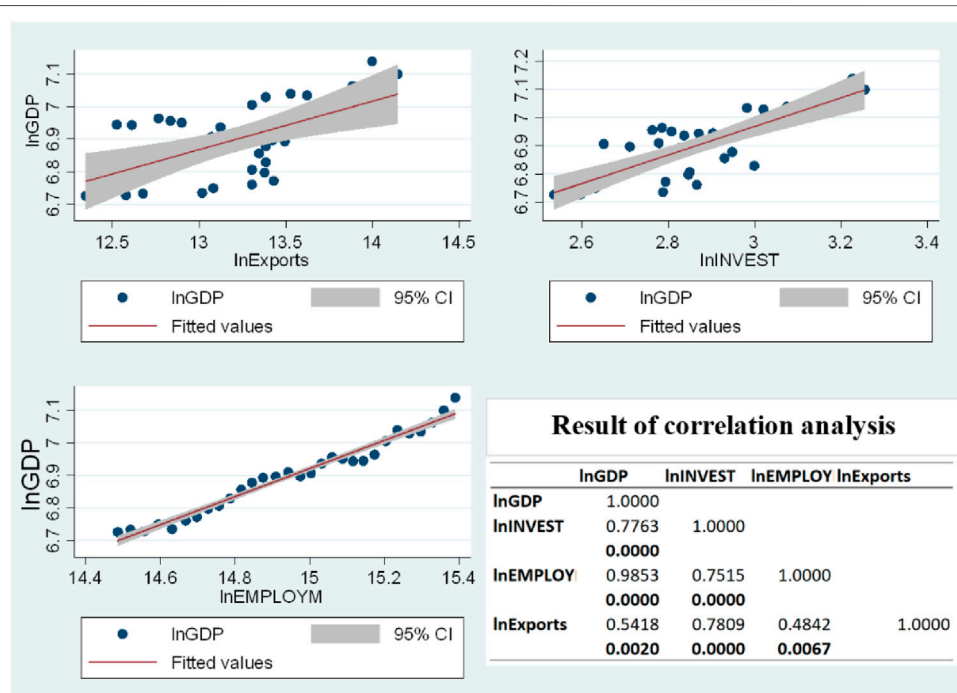 7.1
7
6.9
6.8
6.7
lnGDP
12.5 13 13.5 14 14.5
lnExports
lnGDP 95% CI
Fitted values
7.2
7.1
7
6.9
6.8
6.7
lnGDP
2.6 2.8 3 3.2 3.4
lnINVEST
lnGDP 95% CI
Fitted values
7.1
7
6.9
6.8
6.7
lnGDP
14.4 14.6 14.8 15 15.2 15.4
lnEMPLOYM
lnGDP 95% CI
Fitted values
Result of correlation analysis
lnGDP lnINVEST lnEMPLOY lnExports
lnGDP 1.0000
lnINVEST 0.7763 1.0000
0.0000
lnEMPLOY 0.9853 0.7515 1.0000
0.0000 0.0000
lnExports 0.5418 0.7809 0.4842 1.0000
0.0020 0.0000 0.0067